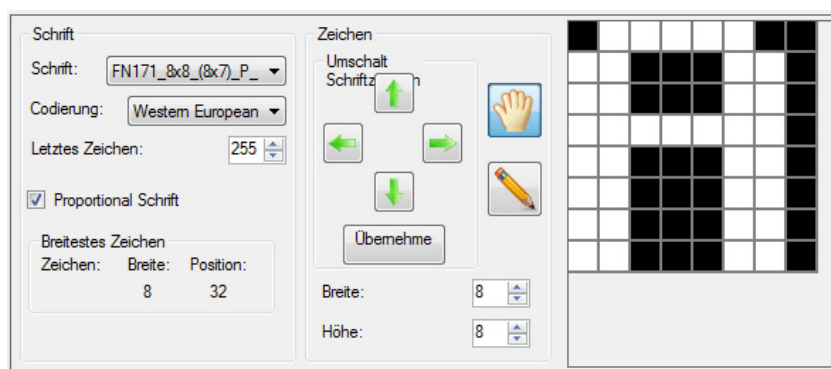 Schrift
Schrift: FN171_8x8_(8x7)_P_
Codierung: Western European
Letztes Zeichen: 255
Proportional Schrift
Breitestes Zeichen
Zeichen: Breite: Position:
8 32
Zeichen
Umschalt
Übernehme
Breite: 8
Höhe: 8